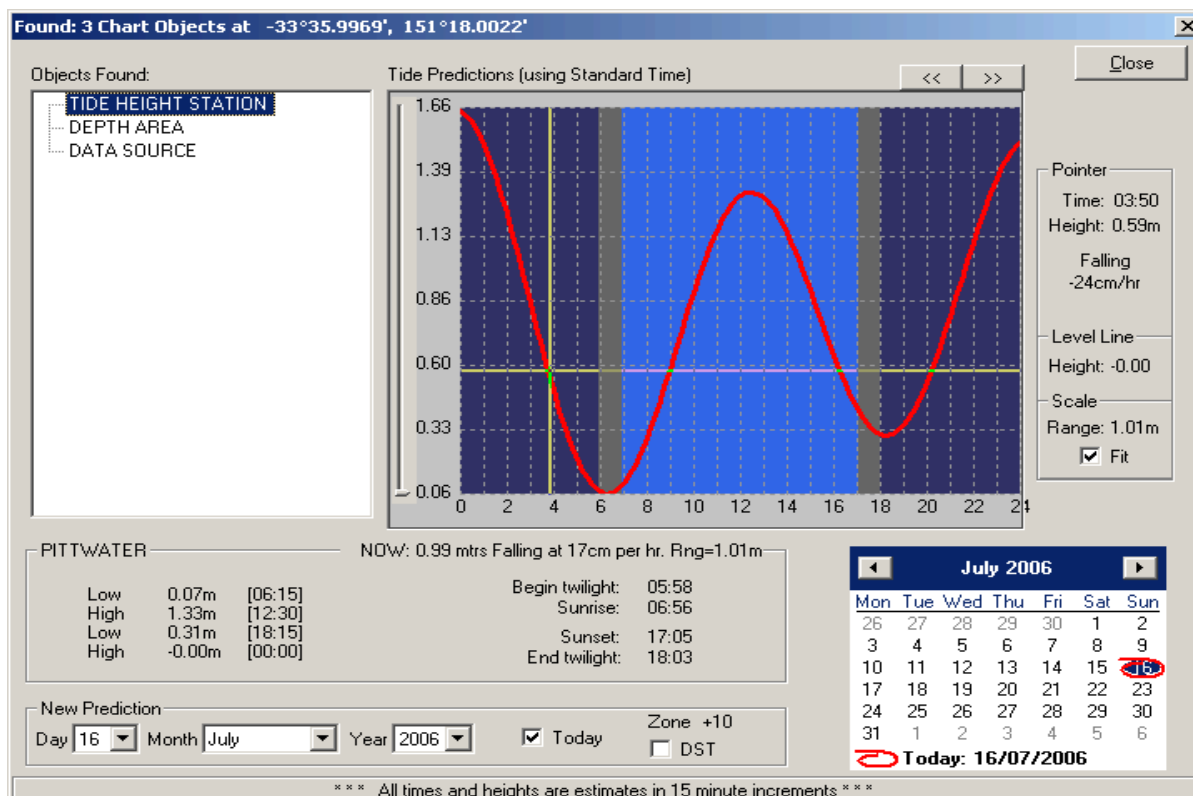 Found: 3 Chart Objects at -33°35.9969', 151°18.0022'
Close
Objects Found:
TIDE HEIGHT STATION
DEPTH AREA
DATA SOURCE
Tide Predictions (using Standard Time)
<< >>
1.66
1.39
1.13
0.86
0.60
0.33
0.06
0 2 4 6 8 10 12 14 16 18 20 22 24
Pointer
Time: 03:50
Height: 0.59m
Falling
-24cm/hr
Level Line
Height: -0.00
Scale
Range: 1.01m
Fit
PITTWATER
NOW: 0.99 mtrs Falling at 17cm per hr. Rng=1.01m
Low 0.07m [06:15]
High 1.33m [12:30]
Low 0.31m [18:15]
High -0.00m [00:00]
Begin twilight: 05:58
Sunrise: 06:56
Sunset: 17:05
End twilight: 18:03
July 2006
Mon Tue Wed Thu Fri Sat Sun
26 27 28 29 30 1 2
3 4 5 6 7 8 9
10 11 12 13 14 15 16
17 18 19 20 21 22 23
24 25 26 27 28 29 30
31 1 2 3 4 5 6
Today: 16/07/2006
New Prediction
Day 16 Month July Year 2006 Today
Zone +10
DST
* * * All times and heights are estimates in 15 minute increments * * *